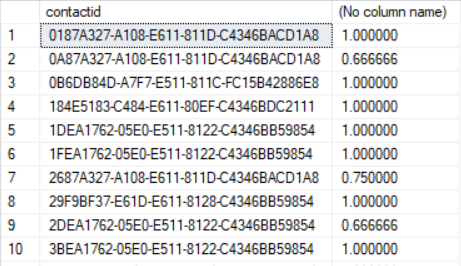 contactid (No column name)
1 0187A327-A108-E611-811D-C4346BACD1A8 1.000000
2 0A87A327-A108-E611-811D-C4346BACD1A8 0.666666
3 0B6DB84D-A7F7-E511-811C-FC15B42886E8 1.000000
4 184E5183-C484-E611-80EF-C4346BDC2111 1.000000
5 1DEA1762-05E0-E511-8122-C4346BB59854 1.000000
6 1FEA1762-05E0-E511-8122-C4346BB59854 1.000000
7 2687A327-A108-E611-811D-C4346BACD1A8 0.750000
8 29F9BF37-E61D-E611-8128-C4346BB59854 1.000000
9 2DEA1762-05E0-E511-8122-C4346BB59854 0.666666
10 3BEA1762-05E0-E511-8122-C4346BB59854 1.000000